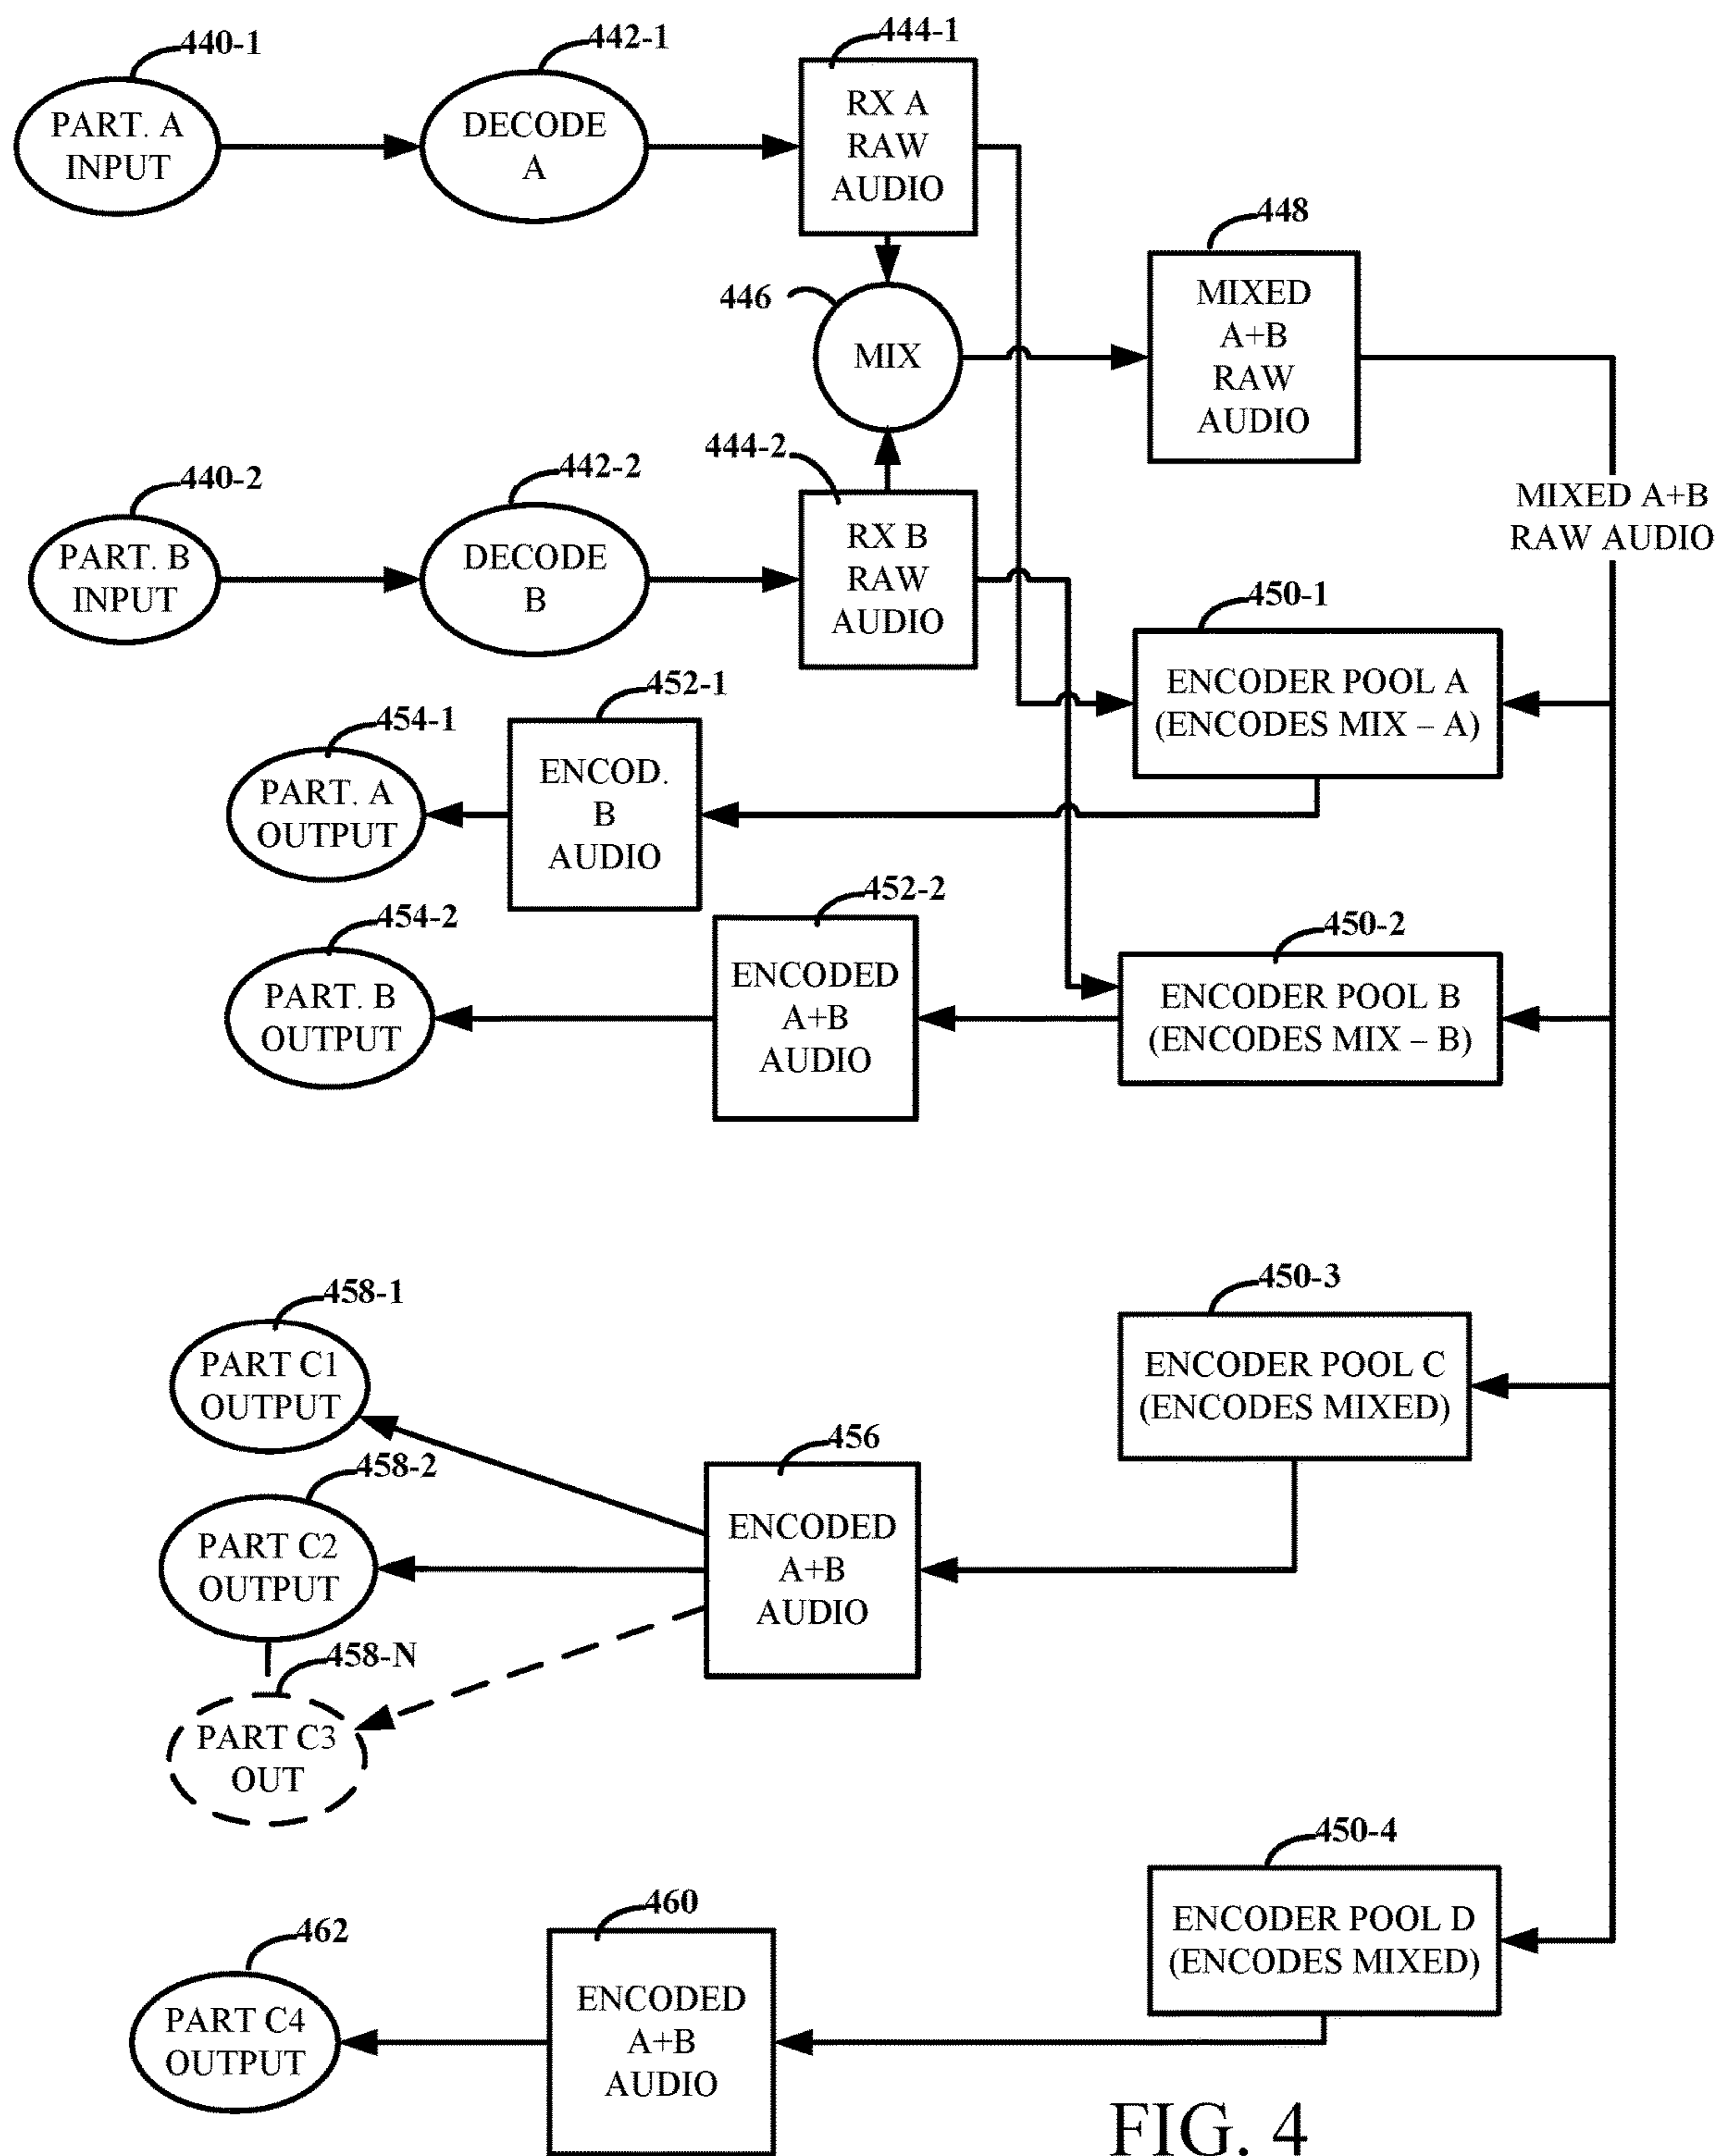 440-1
442-1
444-1
PART. A
INPUT
DECODE
A
RX A
RAW
AUDIO
448
446
MIX
MIXED
A+B
RAW
AUDIO
444-2
440-2
442-2
PART. B
INPUT
DECODE
B
RX B
RAW
AUDIO
MIXED A+B
RAW AUDIO
450-1
452-1
454-1
ENCODER POOL A
(ENCODES MIX – A)
PART. A
OUTPUT
ENCOD.
B
AUDIO
452-2
454-2
450-2
PART. B
OUTPUT
ENCODED
A+B
AUDIO
ENCODER POOL B
(ENCODES MIX – B)
450-3
458-1
PART C1
OUTPUT
ENCODER POOL C
(ENCODES MIXED)
456
458-2
PART C2
OUTPUT
ENCODED
A+B
AUDIO
458-N
PART C3
OUT
450-4
460
462
ENCODER POOL D
(ENCODES MIXED)
PART C4
OUTPUT
ENCODED
A+B
AUDIO
FIG. 4